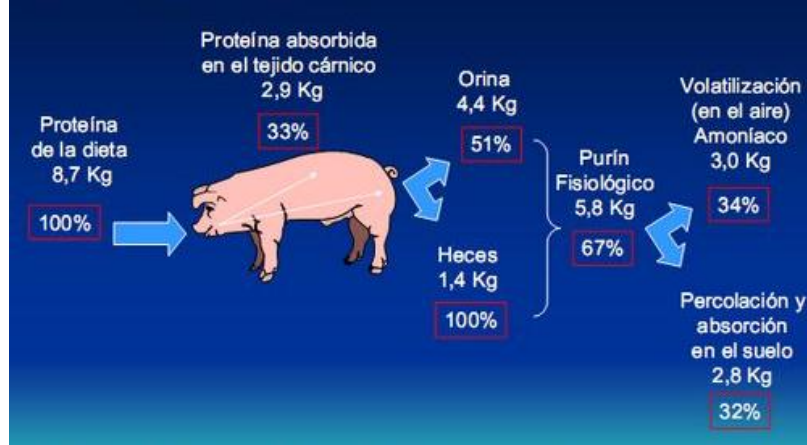 Proteína
de la dieta
8,7 Kg
100%
Proteína absorbida
en el tejido cárnico
2,9 Kg
33%
Orina
4,4 Kg
51%
Heces
1,4 Kg
100%
Purín
Fisiológico
5,8 Kg
67%
Volatilización
(en el aire)
Amoníaco
3,0 Kg
34%
Percolación y
absorción
en el suelo
2,8 Kg
32%